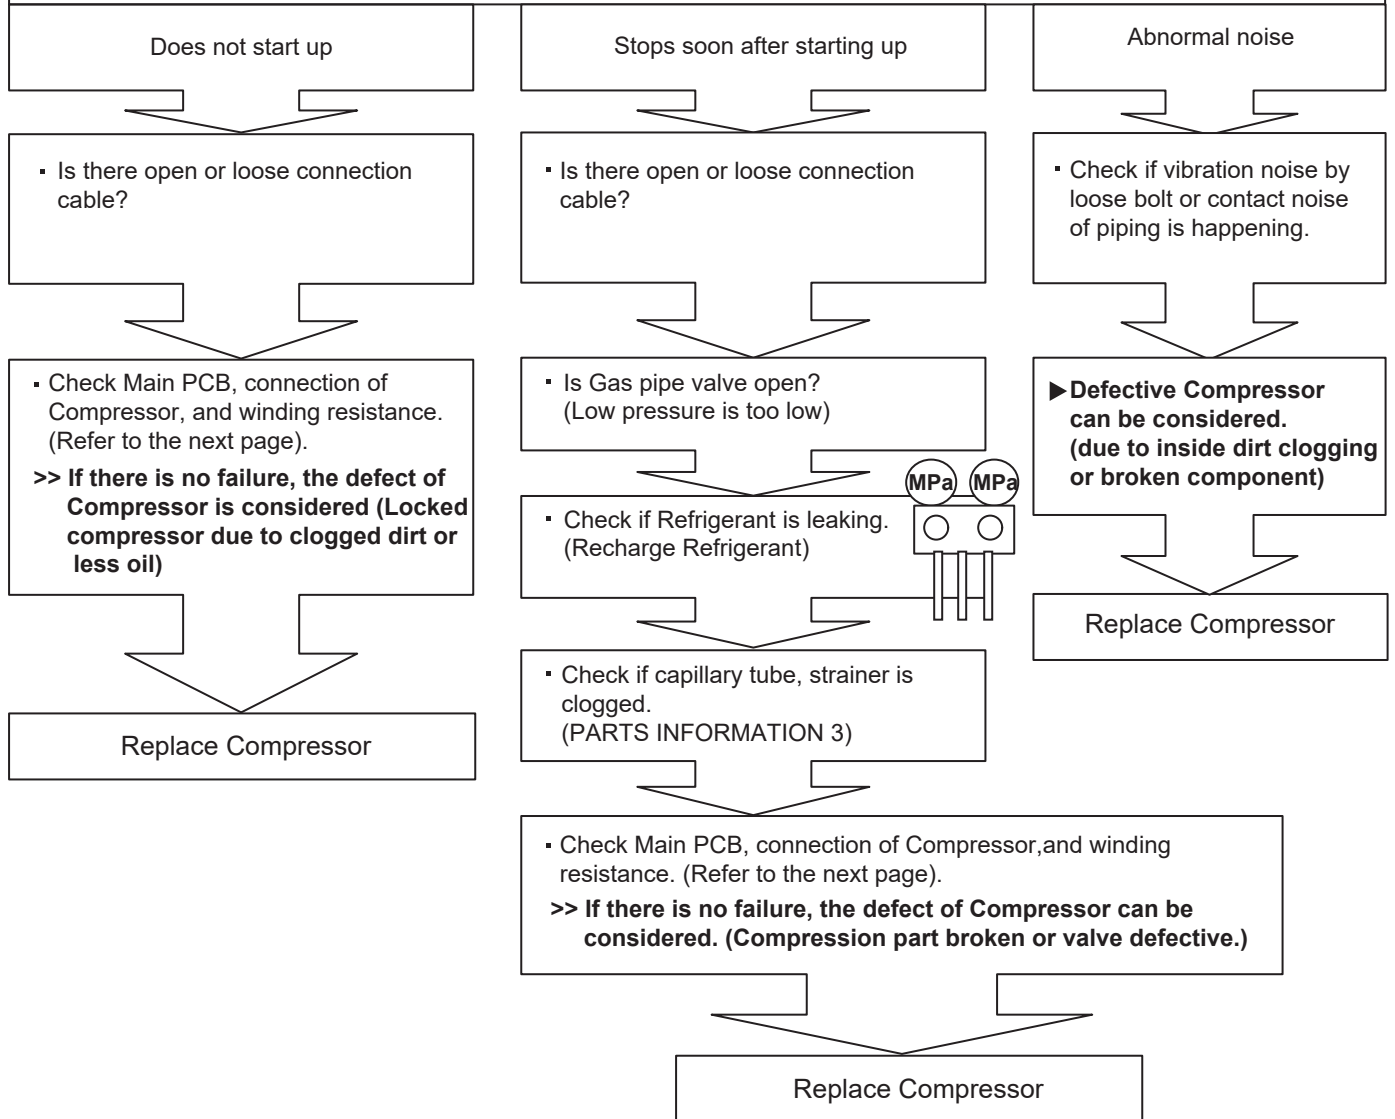 Does not start up
▪ Is there open or loose connection
cable?
▪ Check Main PCB, connection of
Compressor, and winding resistance.
(Refer to the next page).
>> If there is no failure, the defect of
Compressor is considered (Locked
compressor due to clogged dirt or
less oil)
Replace Compressor
Stops soon after starting up
▪ Is there open or loose connection
cable?
▪ Is Gas pipe valve open?
(Low pressure is too low)
▪ Check if Refrigerant is leaking.
(Recharge Refrigerant)
MPa MPa
▪ Check if capillary tube, strainer is
clogged.
(PARTS INFORMATION 3)
▪ Check Main PCB, connection of Compressor,and winding
resistance. (Refer to the next page).
>> If there is no failure, the defect of Compressor can be
considered. (Compression part broken or valve defective.)
Replace Compressor
Abnormal noise
▪ Check if vibration noise by
loose bolt or contact noise
of piping is happening.
▶Defective Compressor
can be considered.
(due to inside dirt clogging
or broken component)
Replace Compressor